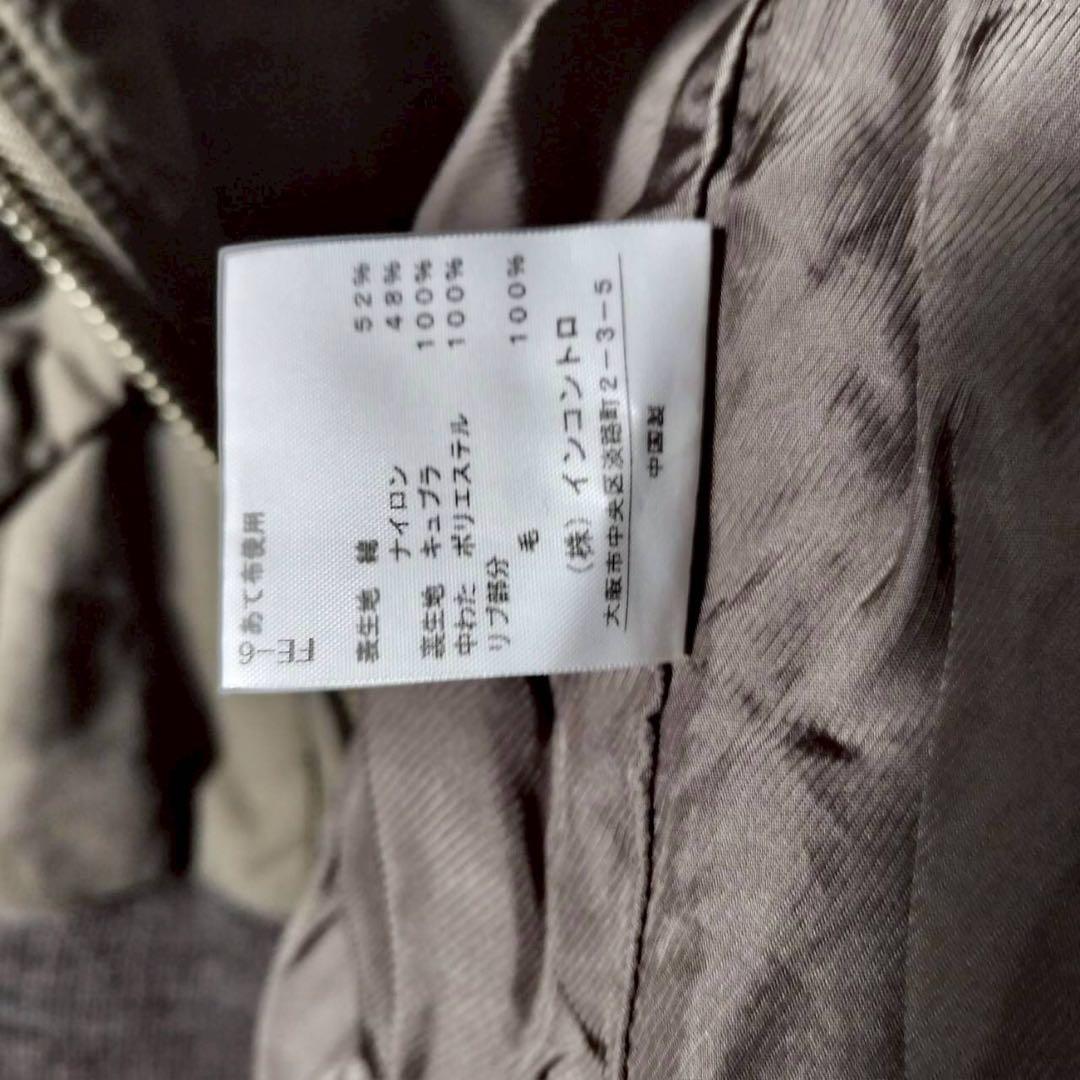 あて布使用
表生地 綿 52%
ナイロン 48%
裏生地 キュプラ 100%
中わた ポリエステル 100%
リブ部分
毛 100%
(株)インコントロ
大阪市中央区淡路町2-3-5
中国製